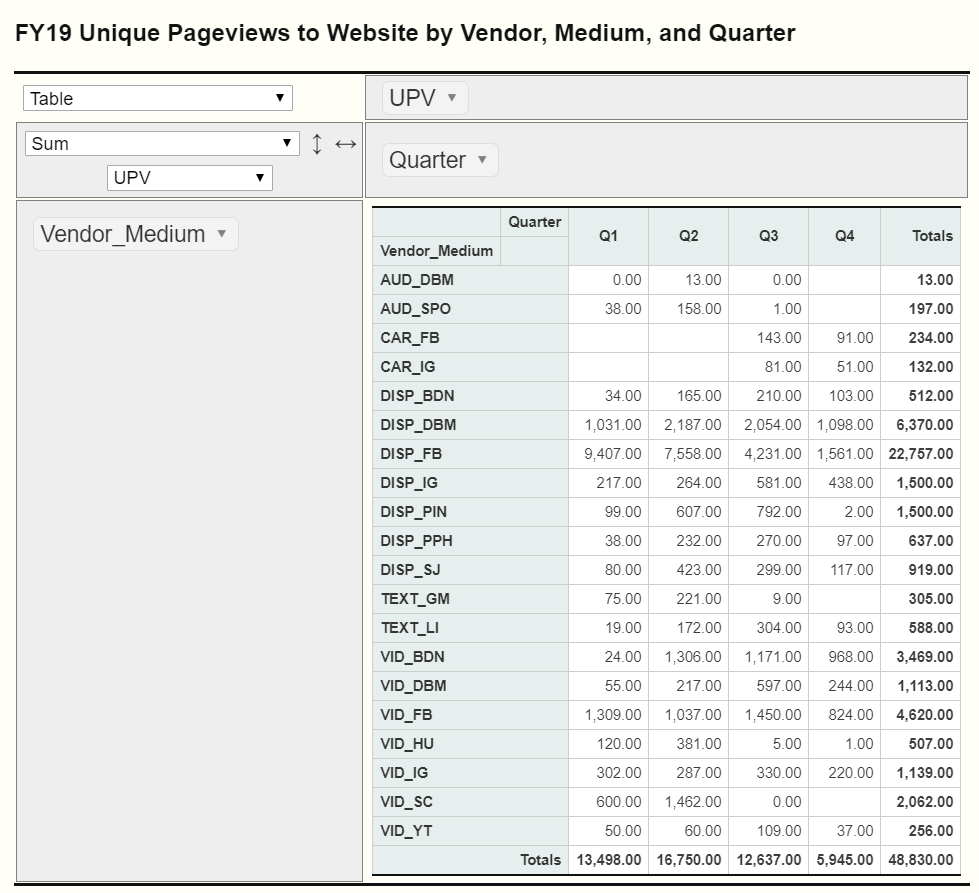 FY19 Unique Pageviews to Website by Vendor, Medium, and Quarter
Table ▼ UPV ▼
Sum ▼ ↕ ↔
UPV ▼
Quarter ▼
Vendor_Medium ▼
Quarter Q1 Q2 Q3 Q4 Totals
Vendor_Medium
AUD_DBM 0.00 13.00 0.00 13.00
AUD_SPO 38.00 158.00 1.00 197.00
CAR_FB 143.00 91.00 234.00
CAR_IG 81.00 51.00 132.00
DISP_BDN 34.00 165.00 210.00 103.00 512.00
DISP_DBM 1,031.00 2,187.00 2,054.00 1,098.00 6,370.00
DISP_FB 9,407.00 7,558.00 4,231.00 1,561.00 22,757.00
DISP_IG 217.00 264.00 581.00 438.00 1,500.00
DISP_PIN 99.00 607.00 792.00 2.00 1,500.00
DISP_PPH 38.00 232.00 270.00 97.00 637.00
DISP_SJ 80.00 423.00 299.00 117.00 919.00
TEXT_GM 75.00 221.00 9.00 305.00
TEXT_LI 19.00 172.00 304.00 93.00 588.00
VID_BDN 24.00 1,306.00 1,171.00 968.00 3,469.00
VID_DBM 55.00 217.00 597.00 244.00 1,113.00
VID_FB 1,309.00 1,037.00 1,450.00 824.00 4,620.00
VID_HU 120.00 381.00 5.00 1.00 507.00
VID_IG 302.00 287.00 330.00 220.00 1,139.00
VID_SC 600.00 1,462.00 0.00 2,062.00
VID_YT 50.00 60.00 109.00 37.00 256.00
Totals 13,498.00 16,750.00 12,637.00 5,945.00 48,830.00